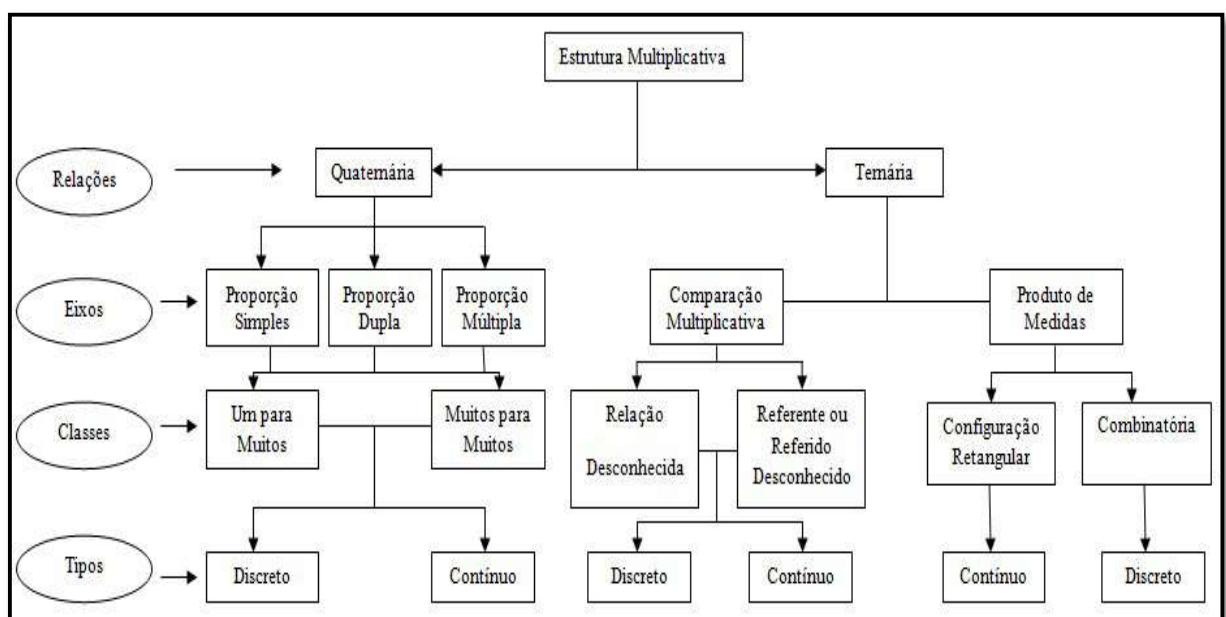 Estrutura Multiplicativa
Relações
Quaternária
Ternária
Eixos
Proporção
Simples
Proporção
Dupla
Proporção
Múltipla
Comparação
Multiplicativa
Produto de
Medidas
Classes
Um para
Muitos
Muitos para
Muitos
Relação
Desconhecida
Referente ou
Referido
Desconhecido
Configuração
Retangular
Combinatória
Tipos
Discreto
Contínuo
Discreto
Contínuo
Contínuo
Discreto